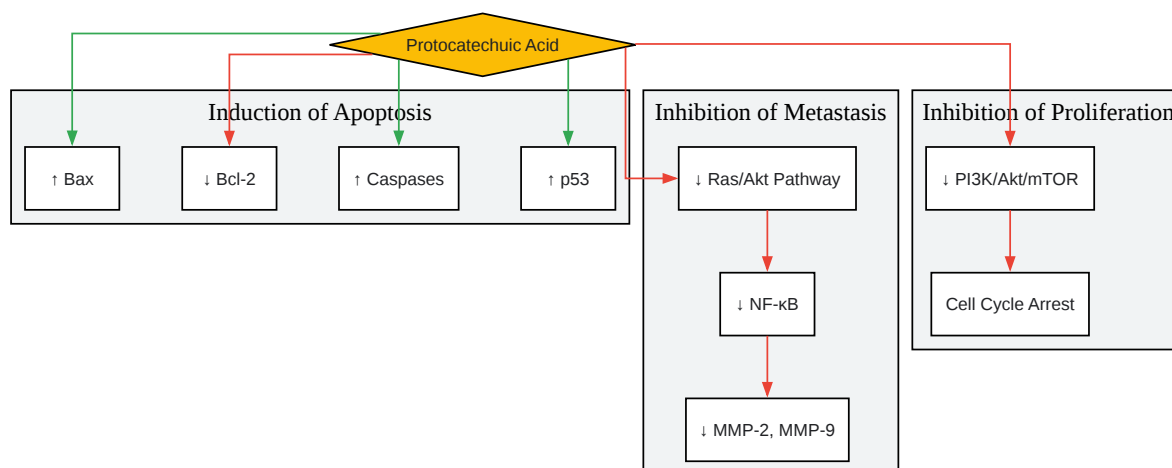 Protocatechuic Acid
Induction of Apoptosis
Inhibition of Metastasis
Inhibition of Proliferation
↑ Bax
↓ Bcl-2
↑ Caspases
↑ p53
↓ Ras/Akt Pathway
↓ PI3K/Akt/mTOR
↓ NF-κB
Cell Cycle Arrest
↓ MMP-2, MMP-9